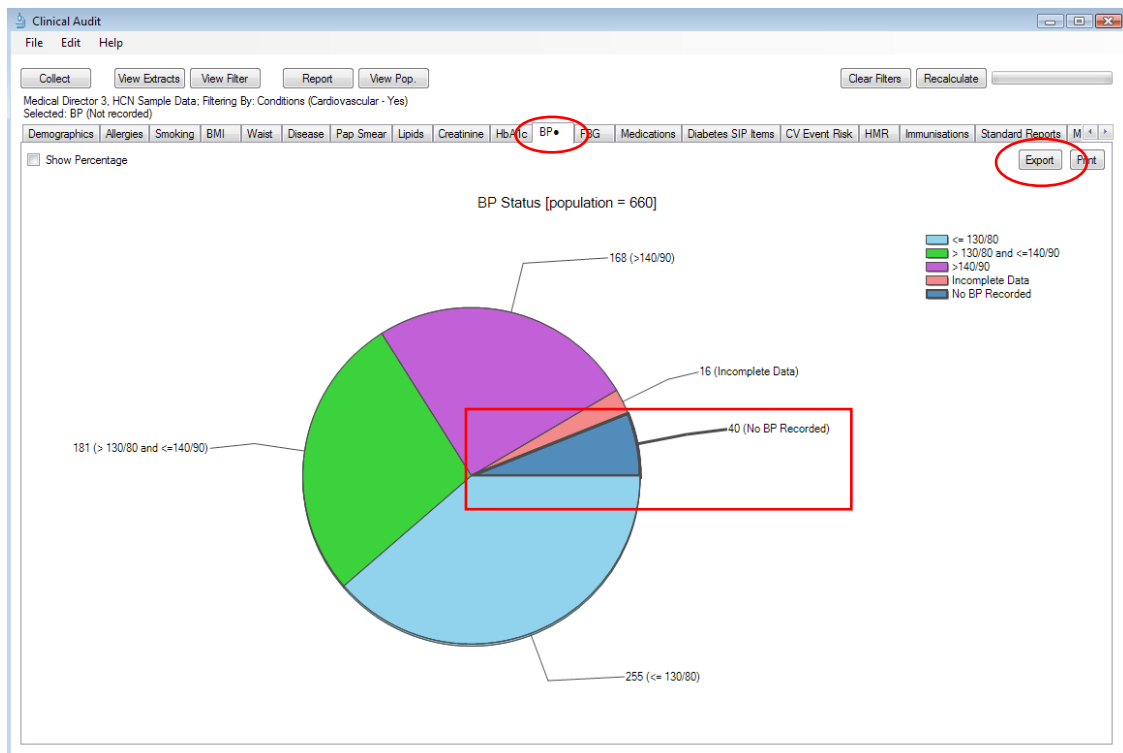 Clinical Audit
File Edit Help
Collect View Extracts View Filter Report View Pop. Clear Filters Recalculate
Medical Director 3, HCN Sample Data; Filtering By: Conditions (Cardiovascular - Yes)
Selected: BP (Not recorded)
Demographics Allergies Smoking BMI Waist Disease Pap Smear Lipids Creatinine HbA1c BP● FBG Medications Diabetes SIP Items CV Event Risk HMR Immunisations Standard Reports M
Show Percentage Export Print
BP Status [population = 660]
<= 130/80
> 130/80 and <=140/90
>140/90
Incomplete Data
No BP Recorded
168 (>140/90)
16 (Incomplete Data)
40 (No BP Recorded)
181 (> 130/80 and <=140/90)
255 (<= 130/80)